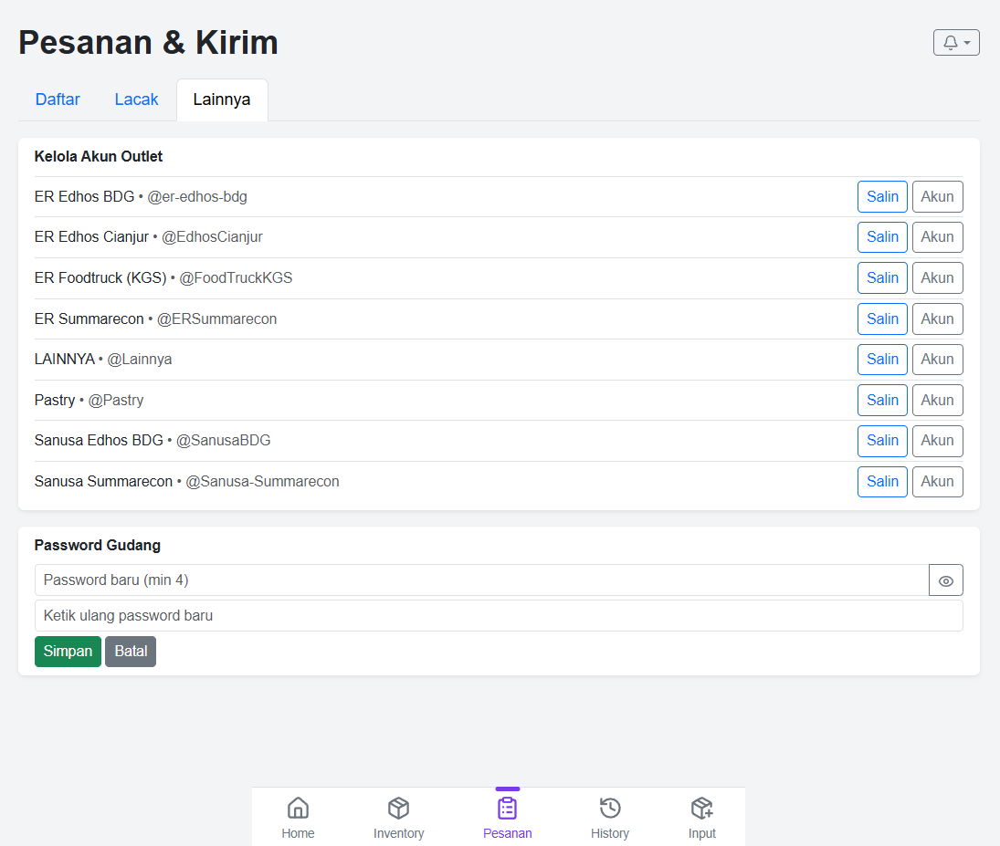 Pesanan & Kirim
Daftar Lacak Lainnya
Kelola Akun Outlet
ER Edhos BDG • @er-edhos-bdg Salin Akun
ER Edhos Cianjur • @EdhosCianjur Salin Akun
ER Foodtruck (KGS) • @FoodTruckKGS Salin Akun
ER Summarecon • @ERSummarecon Salin Akun
LAINNYA • @Lainnya Salin Akun
Pastry • @Pastry Salin Akun
Sanusa Edhos BDG • @SanusaBDG Salin Akun
Sanusa Summarecon • @Sanusa-Summarecon Salin Akun
Password Gudang
Password baru (min 4)
Ketik ulang password baru
Simpan Batal
Home Inventory Pesanan History Input